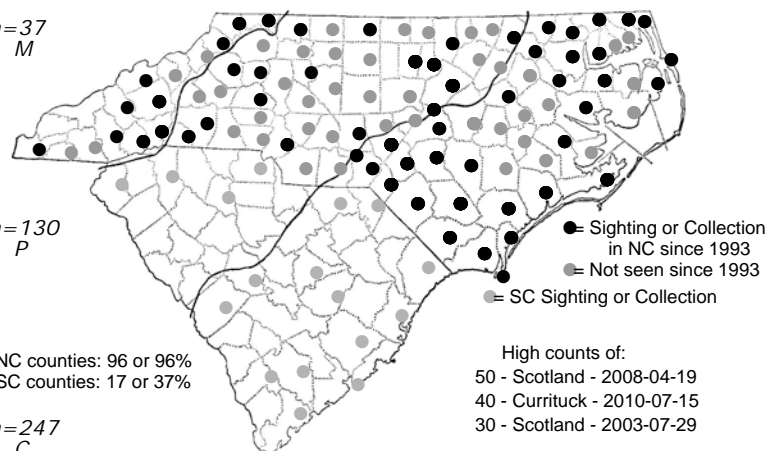 =37
M
=130
P
NC counties: 96 or 96%
SC counties: 17 or 37%
=247
C
= Sighting or Collection
in NC since 1993
= Not seen since 1993
= SC Sighting or Collection
High counts of:
50 - Scotland - 2008-04-19
40 - Currituck - 2010-07-15
30 - Scotland - 2003-07-29